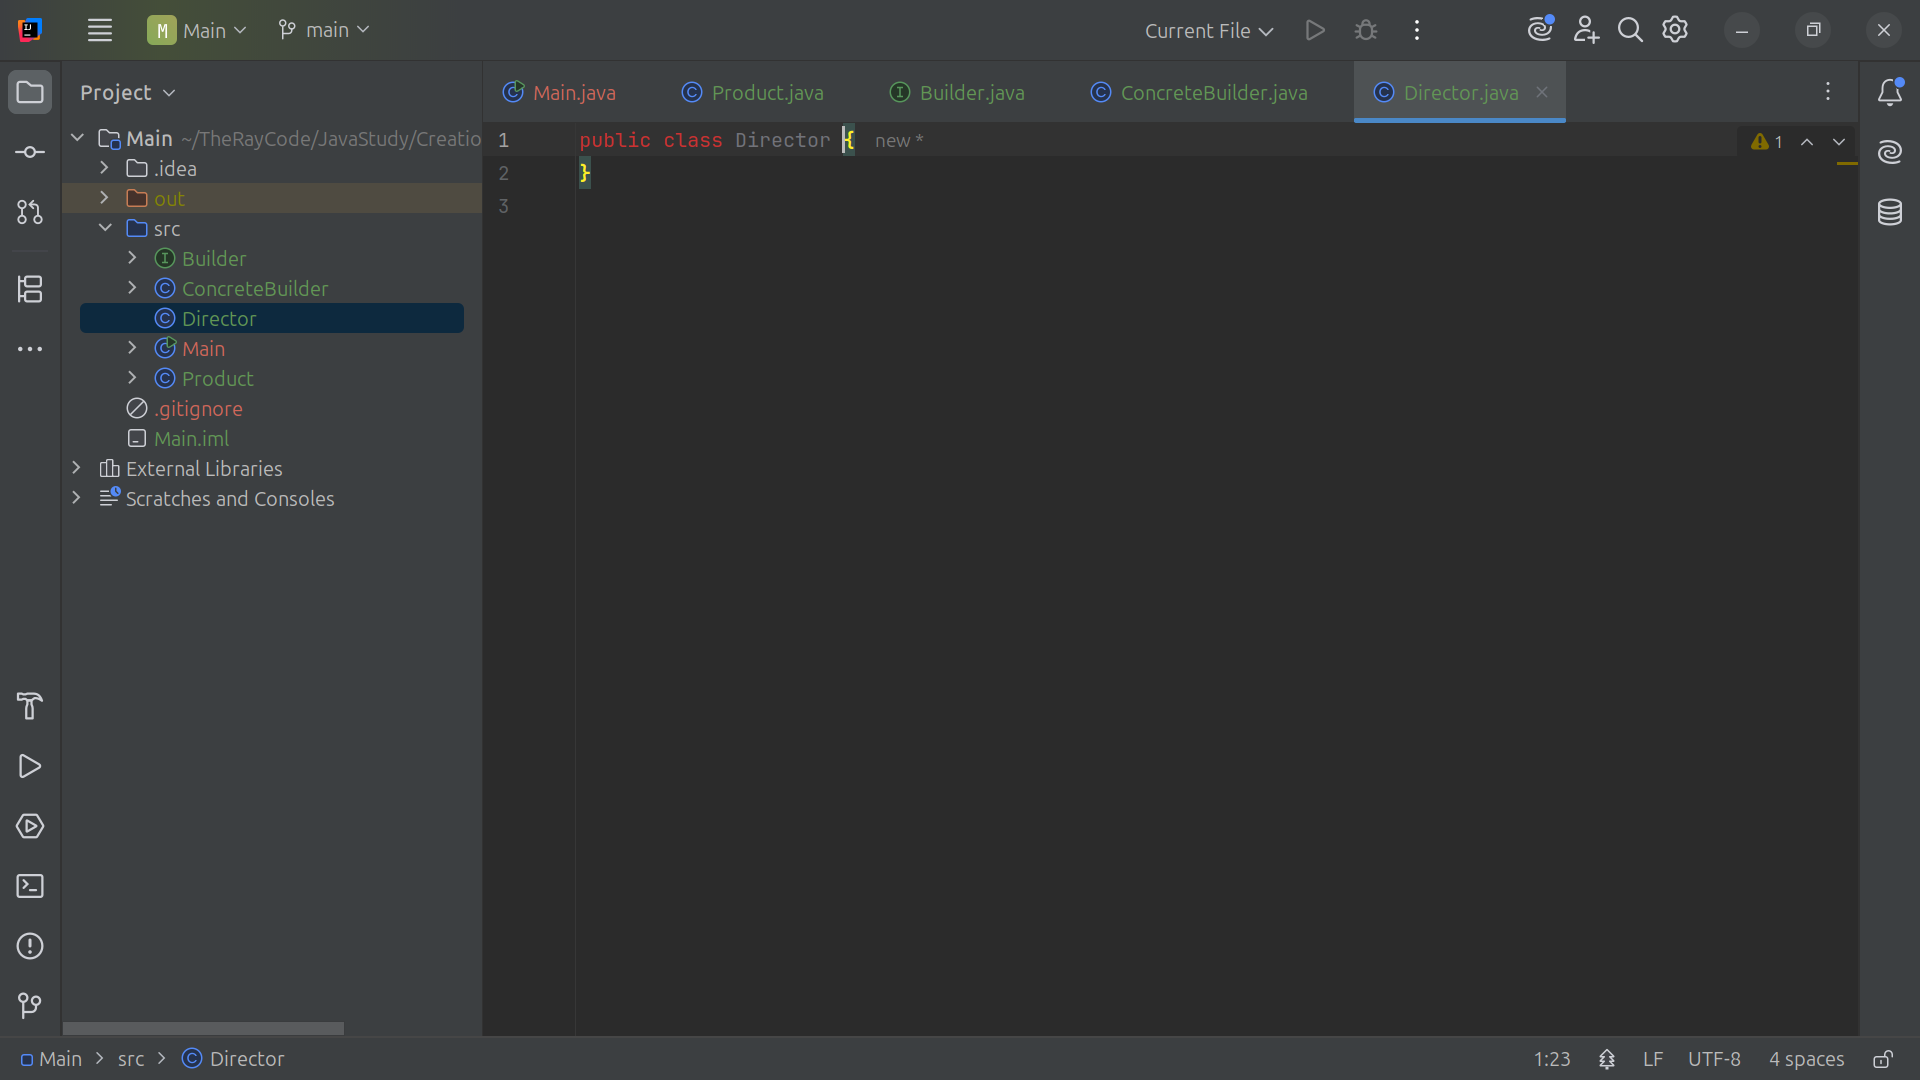 M Main main Current File
Project
Main ~/TheRayCode/JavaStudy/Creatio
.idea
out
src
Builder
ConcreteBuilder
Director
Main
Product
.gitignore
Main.iml
External Libraries
Scratches and Consoles
Main.java Product.java Builder.java ConcreteBuilder.java Director.java
1 public class Director { new *
2 }
3
1
Main src Director
1:23 LF UTF-8 4 spaces